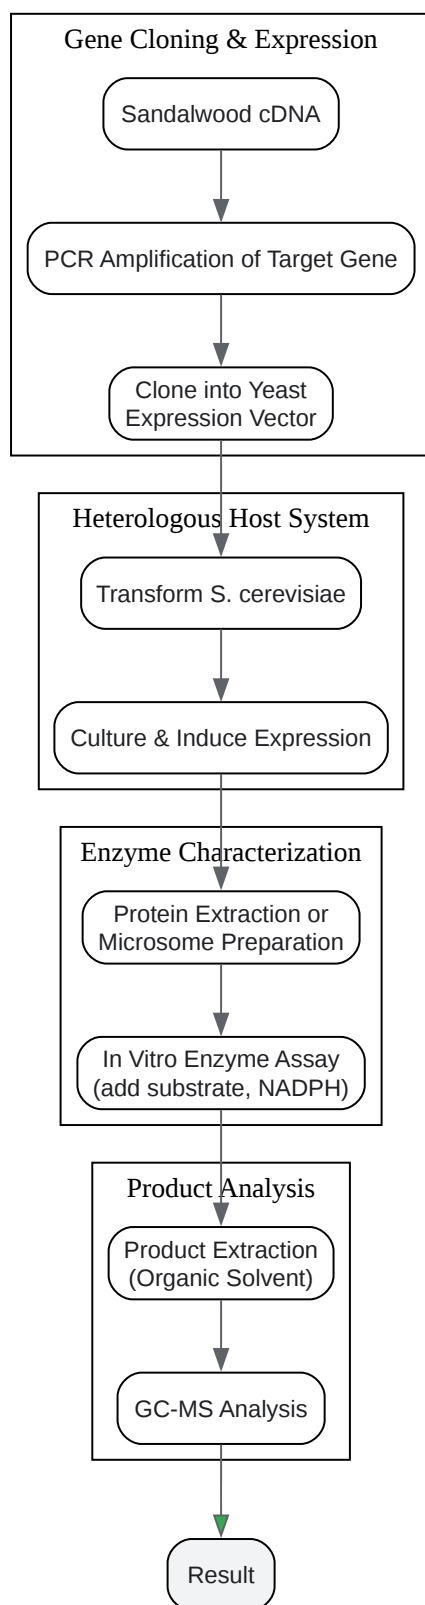 Gene Cloning & Expression
Sandalwood cDNA
PCR Amplification of Target Gene
Clone into Yeast
Expression Vector
Heterologous Host System
Transform S. cerevisiae
Culture & Induce Expression
Enzyme Characterization
Protein Extraction or
Microsome Preparation
In Vitro Enzyme Assay
(add substrate, NADPH)
Product Analysis
Product Extraction
(Organic Solvent)
GC-MS Analysis
Result